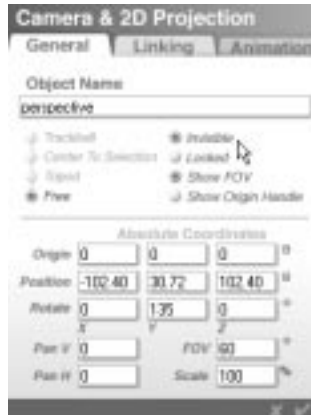 Camera & 2D Projection
General Linking Animation
Object Name
perspective
Trackball Invisible
Center To Selection Locked
Tripod Show FOV
Free Show Origin Handle
Absolute Coordinates
Origin 0 0 0
Position -102.40 30.72 102.40
Rotate 0 135 0 °
X Y Z
Pan V 0 FOV 60 °
Pan H 0 Scale 100 %